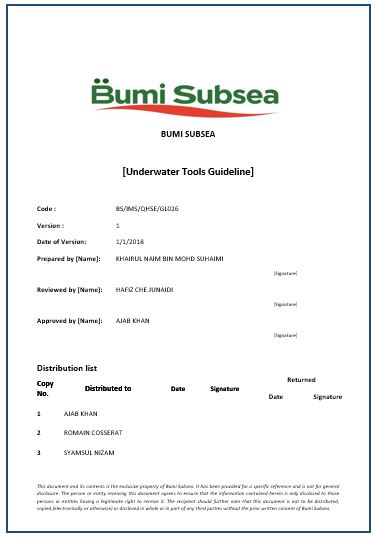 Bumi Subsea
BUMI SUBSEA
[Underwater Tools Guideline]
Code : BS/IMS/QHSE/GL026
Version : 1
Date of Version: 1/1/2018
Prepared by [Name]: KHAIRUL NAIM BIN MOHD SUHAIMI
[Signature]
Reviewed by [Name]: HAFIZ CHE JUNAIDI
[Signature]
Approved by [Name]: AJAB KHAN
[Signature]
Distribution list
Copy No. Distributed to Date Signature Returned
Date Signature
1 AJAB KHAN
2 ROMAIN COSSERAT
3 SYAMSUL NIZAM
This document and its contents is the exclusive property of Bumi Subsea. It has been provided for a specific reference and is not for general
disclosure. The person or entity receiving this document agrees to ensure that the information contained herein is only disclosed to those
persons or entities having a legitimate right to receive it. The recipient should further note that this document is not to be distributed,
copied (electronically or otherwise) or disclosed in whole or in part of any third parties without the prior written consent of Bumi Subsea.